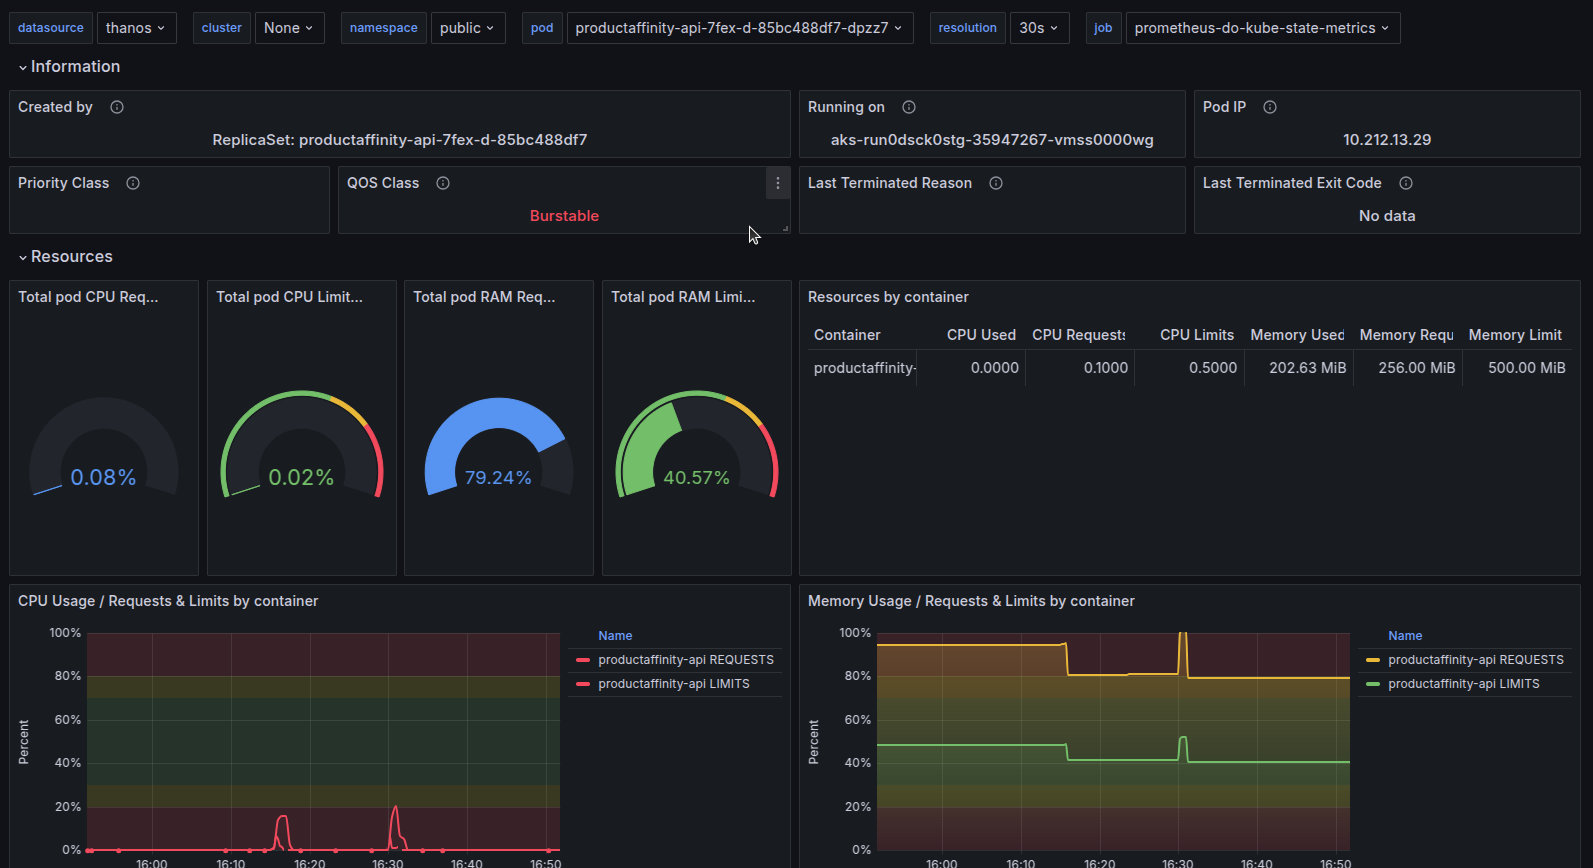 datasource thanos cluster None namespace public pod productaffinity-api-7fex-d-85bc488df7-dpzz7 resolution 30s job prometheus-do-kube-state-metrics
Information
Created by
ReplicaSet: productaffinity-api-7fex-d-85bc488df7
Running on
aks-run0dsck0stg-35947267-vmss0000wg
Pod IP
10.212.13.29
Priority Class
QOS Class
Burstable
Last Terminated Reason
Last Terminated Exit Code
No data
Resources
Total pod CPU Req...
0.08%
Total pod CPU Limit...
0.02%
Total pod RAM Req...
79.24%
Total pod RAM Limi...
40.57%
Resources by container
Container CPU Used CPU Requests CPU Limits Memory Used Memory Requ Memory Limit
productaffinity- 0.0000 0.1000 0.5000 202.63 MiB 256.00 MiB 500.00 MiB
CPU Usage / Requests & Limits by container
Percent
100%
80%
60%
40%
20%
0%
16:00 16:10 16:20 16:30 16:40 16:50
Name
productaffinity-api REQUESTS
productaffinity-api LIMITS
Memory Usage / Requests & Limits by container
Percent
100%
80%
60%
40%
20%
0%
16:00 16:10 16:20 16:30 16:40 16:50
Name
productaffinity-api REQUESTS
productaffinity-api LIMITS